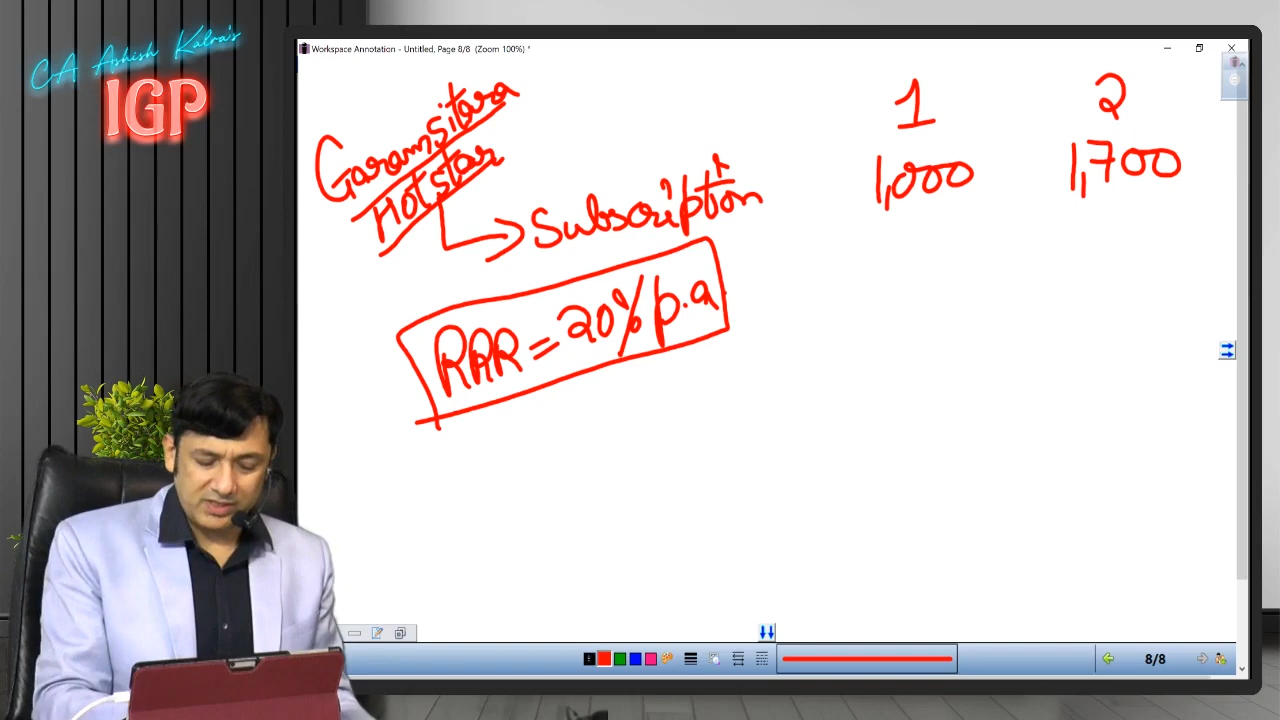 CA Ashish Kalra's
IGP
Workspace Annotation - Untitled, Page 8/8 (Zoom 100%) *
Garamsitara
Hotstar
Subscription
1 2
1,000 1,700
RRR = 20% p.a
8/8